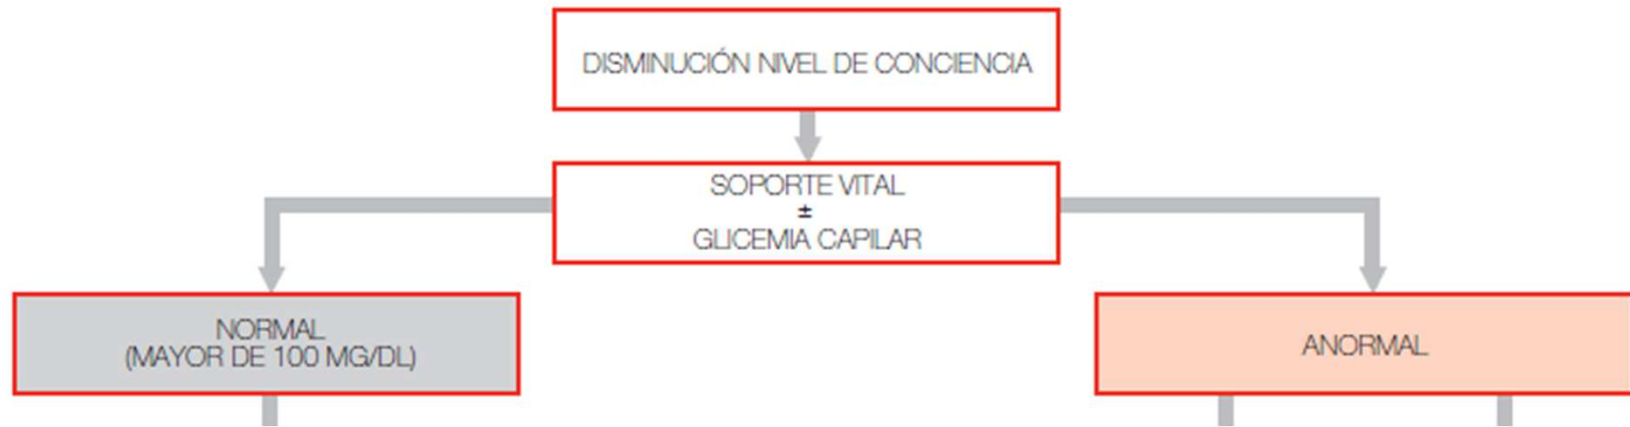 DISMINUCIÓN NIVEL DE CONCIENCIA
SOPORTE VITAL
±
GLICEMIA CAPILAR
NORMAL
(MAYOR DE 100 MG/DL)
ANORMAL